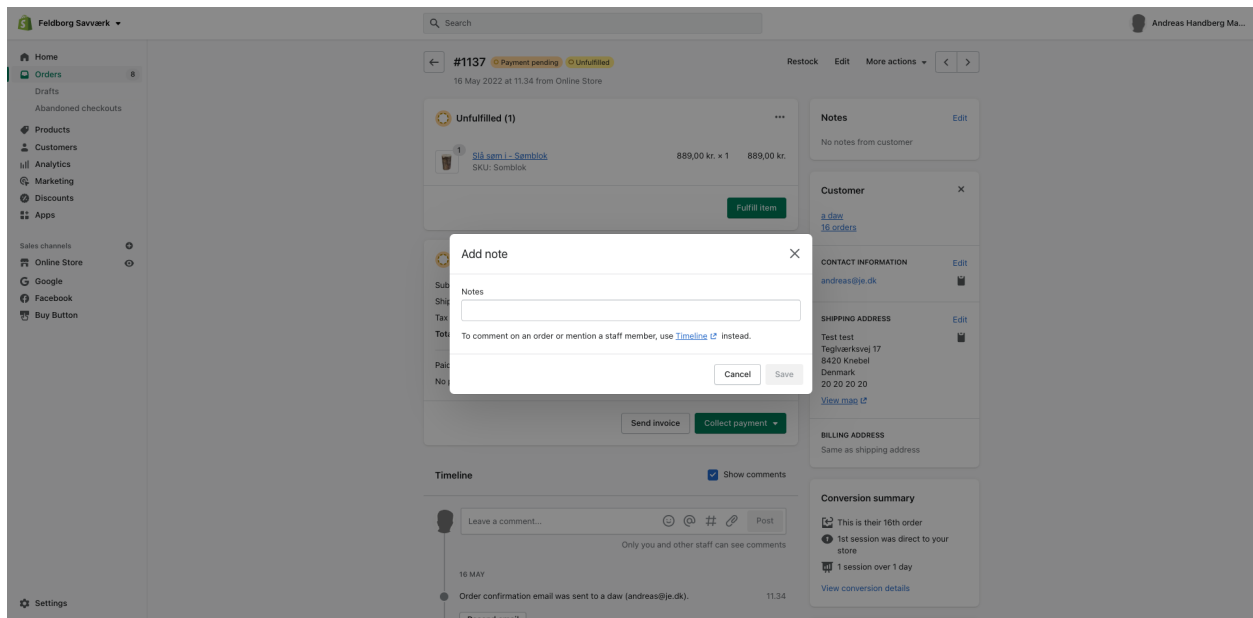 Feldborg Savværk
Search
Andreas Handberg Ma...
Home
Orders 8
Drafts
Abandoned checkouts
Products
Customers
Analytics
Marketing
Discounts
Apps
Sales channels
Online Store
Google
Facebook
Buy Button
Settings
#1137 Payment pending Unfulfilled
Restock Edit More actions
16 May 2022 at 11.34 from Online Store
Unfulfilled (1)
1
Slå søm i - Sømblok 889,00 kr. × 1 889,00 kr.
SKU: Somblok
Fulfill item
Sub
Ship
Tax
Tota
Paid
No
Add note
Notes
To comment on an order or mention a staff member, use Timeline instead.
Cancel Save
Send invoice Collect payment
Timeline
Show comments
Leave a comment...
Post
Only you and other staff can see comments
16 MAY
Order confirmation email was sent to a daw (andreas@je.dk). 11.34
Notes Edit
No notes from customer
Customer
a daw
16 orders
CONTACT INFORMATION Edit
andreas@je.dk
SHIPPING ADDRESS Edit
Test test
Teglværksvej 17
8420 Knebel
Denmark
20 20 20 20
View map
BILLING ADDRESS
Same as shipping address
Conversion summary
This is their 16th order
1st session was direct to your
store
1 session over 1 day
View conversion details